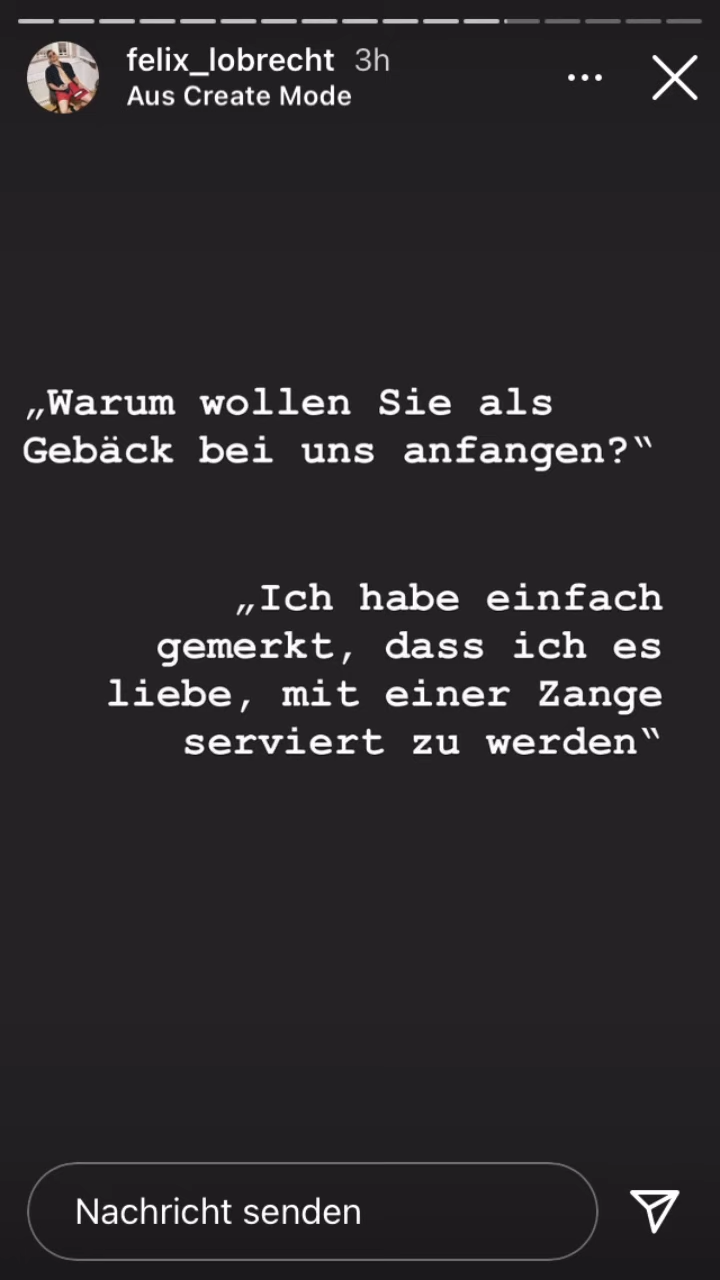 felix_lobrecht 3h
Aus Create Mode
„Warum wollen Sie als
Gebäck bei uns anfangen?‟
„Ich habe einfach
gemerkt, dass ich es
liebe, mit einer Zange
serviert zu werden‟
Nachricht senden